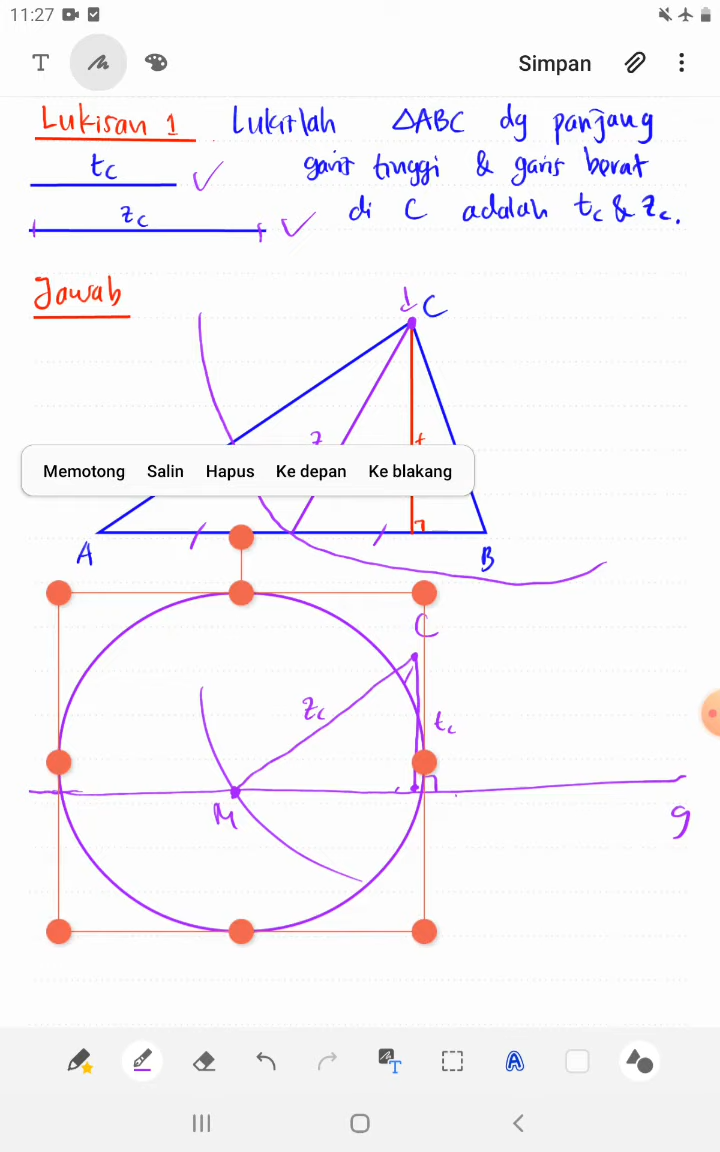 11:27
T
Simpan
Lukisan 1 Lukislah ΔABC dg panjang
tc garis tinggi & garis berat
zc di C adalah tc & zc.
Jawab
C
Memotong Salin Hapus Ke depan Ke blakang
A
B
C
zc
tc
M
g
T
A